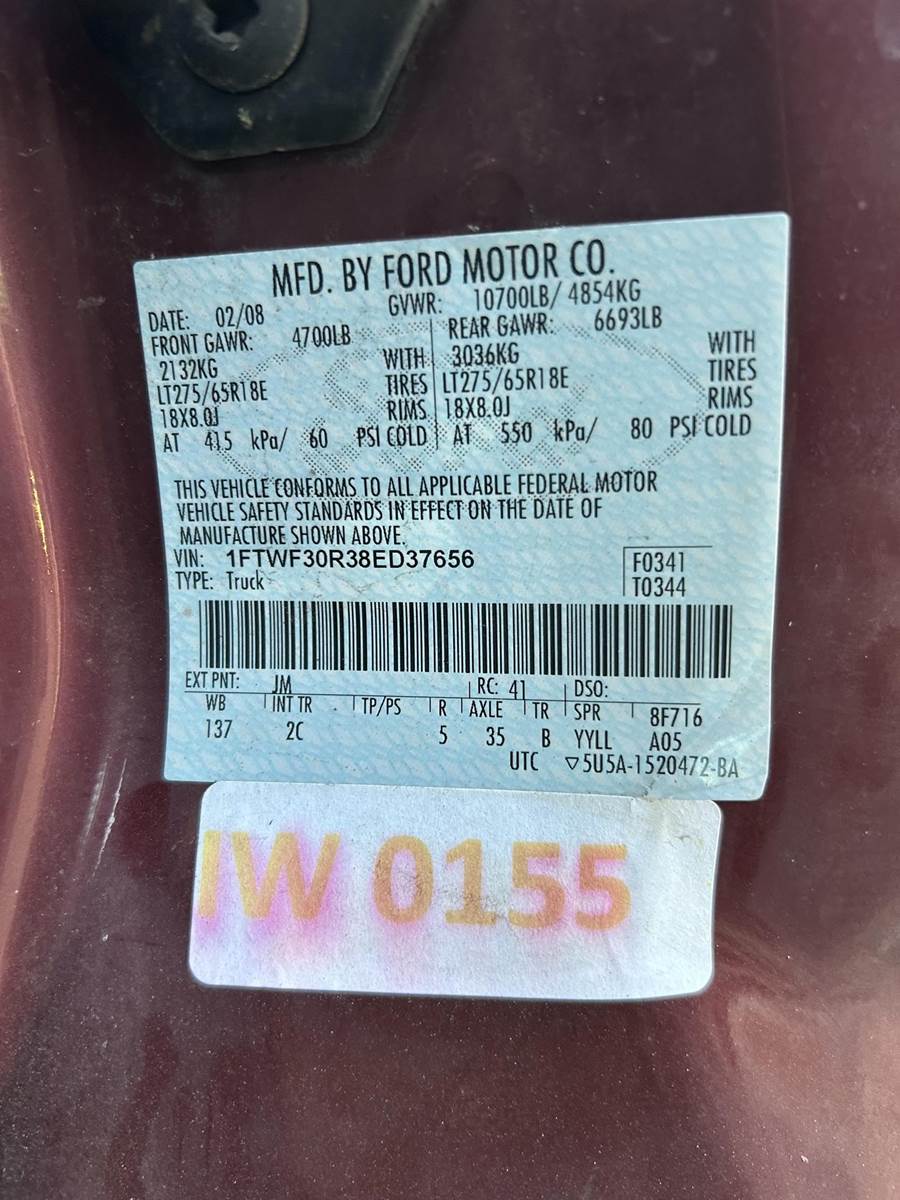 MFD. BY FORD MOTOR CO.
DATE: 02/08 GVWR: 10700LB/ 4854KG
FRONT GAWR: 4700LB REAR GAWR: 6693LB
2132KG WITH 3036KG WITH
LT275/65R18E TIRES LT275/65R18E TIRES
18X8.0J RIMS 18X8.0J RIMS
AT 415 kPa/ 60 PSI COLD AT 550 kPa/ 80 PSI COLD
THIS VEHICLE CONFORMS TO ALL APPLICABLE FEDERAL MOTOR
VEHICLE SAFETY STANDARDS IN EFFECT ON THE DATE OF
MANUFACTURE SHOWN ABOVE.
VIN: 1FTWF30R38ED37656 F0341
TYPE: Truck T0344
EXT PNT: JM RC: 41 DSO:
WB INT TR TP/PS R AXLE TR SPR 8F716
137 2C 5 35 B YYLL A05
UTC ▽5U5A-1520472-BA
IW 0155